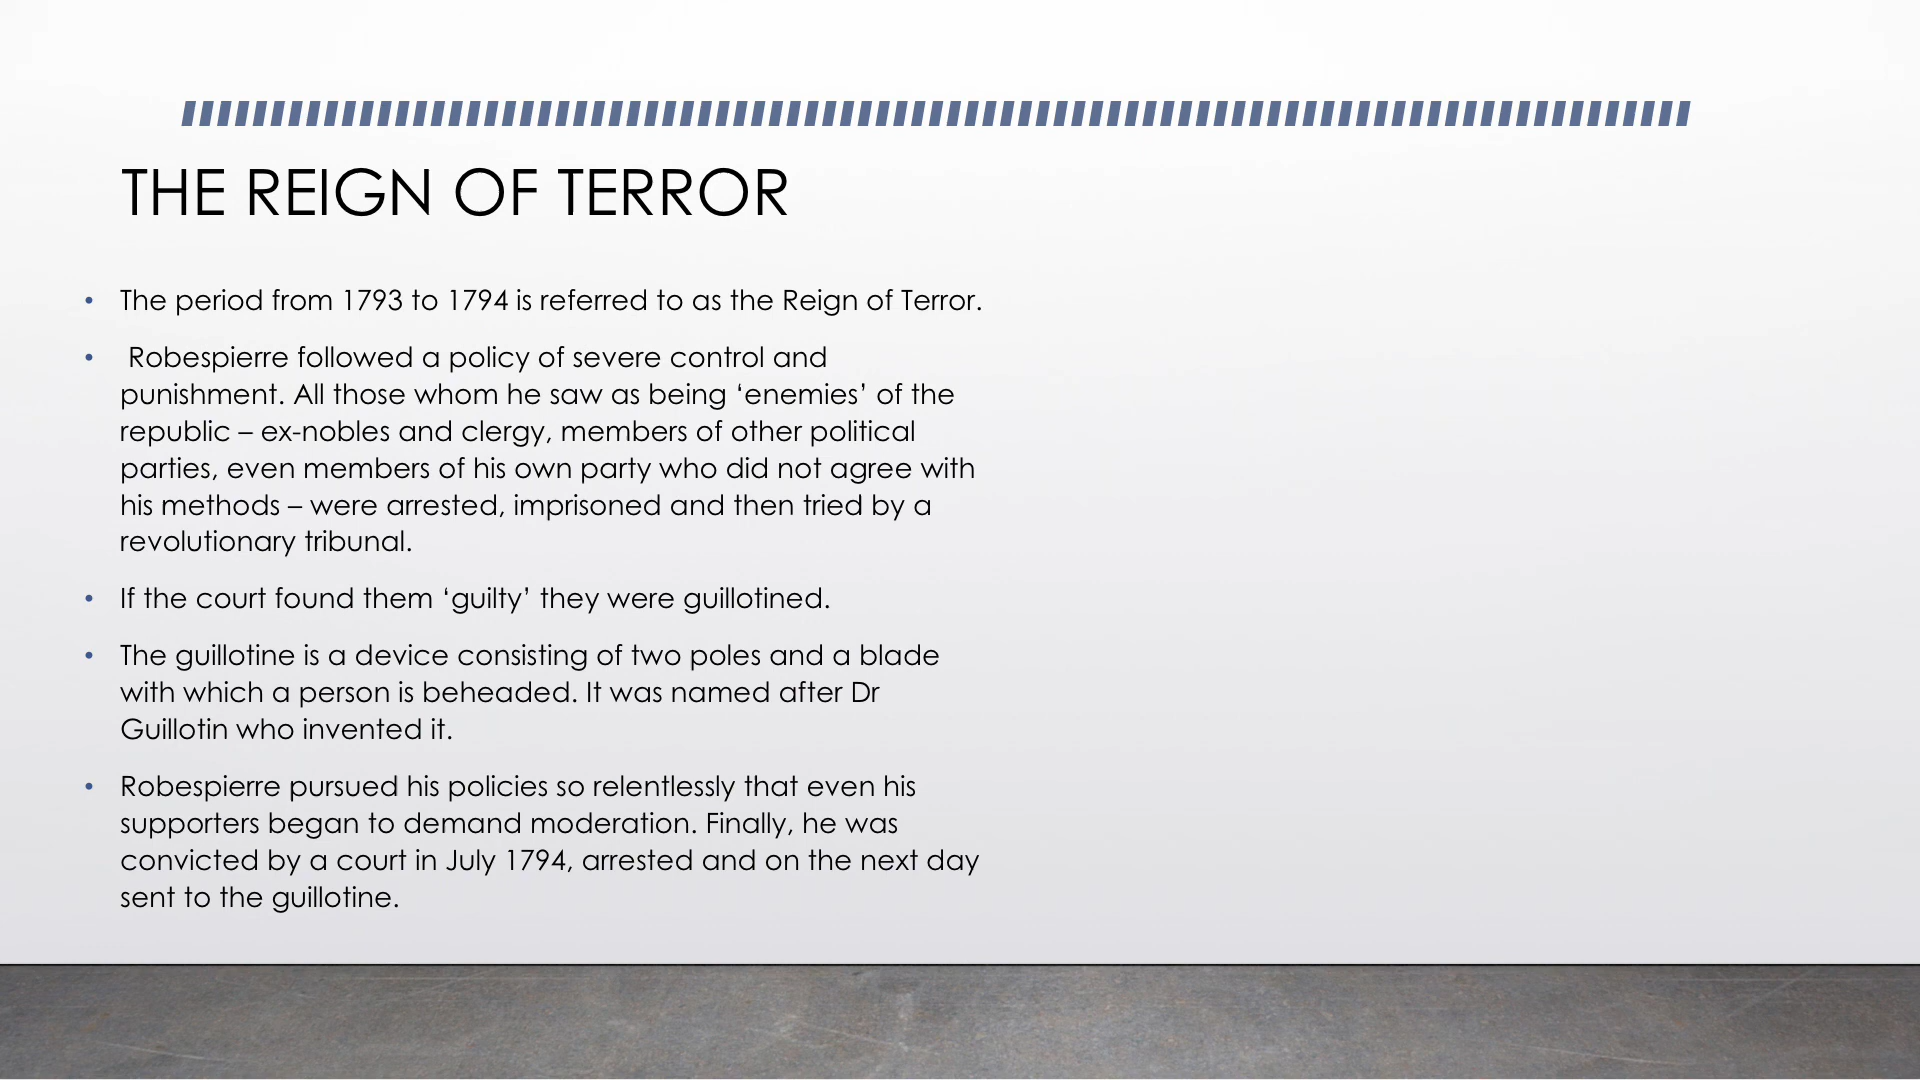 THE REIGN OF TERROR
• The period from 1793 to 1794 is referred to as the Reign of Terror.
• Robespierre followed a policy of severe control and
punishment. All those whom he saw as being ‘enemies’ of the
republic – ex-nobles and clergy, members of other political
parties, even members of his own party who did not agree with
his methods – were arrested, imprisoned and then tried by a
revolutionary tribunal.
• If the court found them ‘guilty’ they were guillotined.
• The guillotine is a device consisting of two poles and a blade
with which a person is beheaded. It was named after Dr
Guillotin who invented it.
• Robespierre pursued his policies so relentlessly that even his
supporters began to demand moderation. Finally, he was
convicted by a court in July 1794, arrested and on the next day
sent to the guillotine.